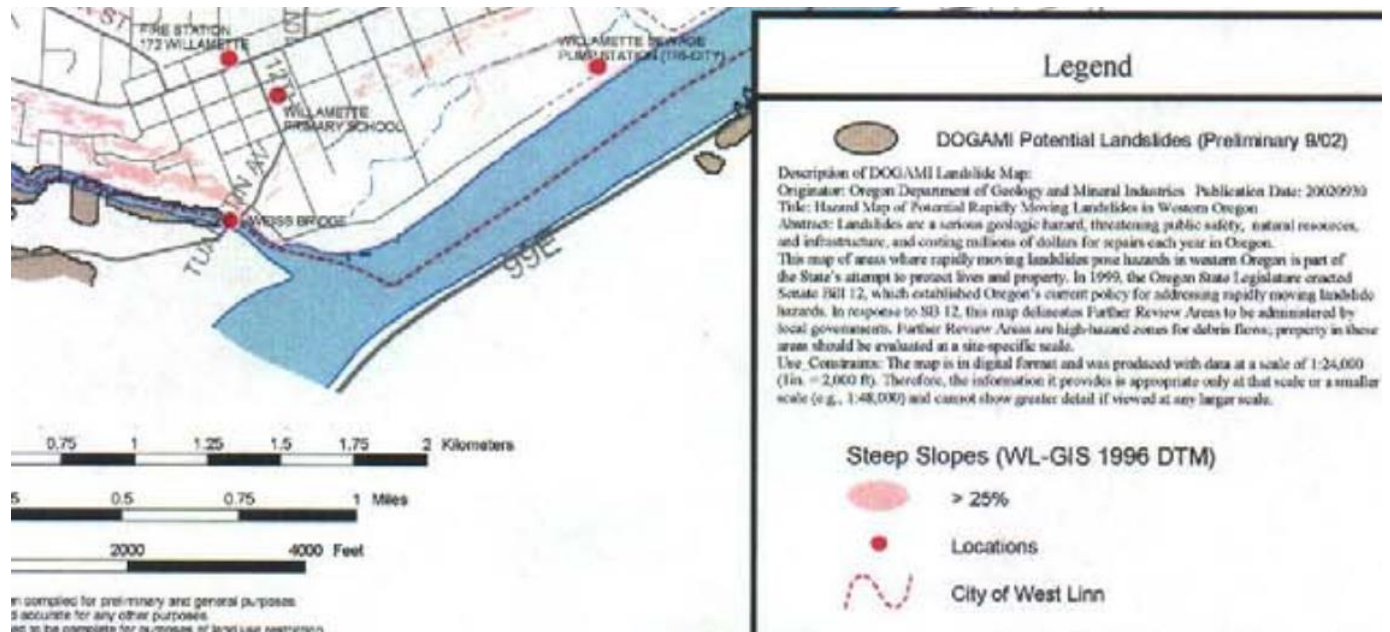 FIRE STATION
173 WILLAMETTE
WILLAMETTE SEWAGE
PUMP STATION (TRI-CITY)
WILLAMETTE
PRIMARY SCHOOL
WEISS BRIDGE
99E
0.75 1 1.25 1.5 1.75 2 Kilometers
0.5 0.75 1 Miles
2000 4000 Feet
n compiled for preliminary and general purposes
d accurate for any other purposes
ed to be complete for purposes of land use restriction
Legend
DOGAMI Potential Landslides (Preliminary 9/02)
Description of DOGAMI Landslide Map:
Originator: Oregon Department of Geology and Mineral Industries Publication Date: 20020930
Title: Hazard Map of Potential Rapidly Moving Landslides in Western Oregon
Abstract: Landslides are a serious geologic hazard, threatening public safety, natural resources,
and infrastructure, and costing millions of dollars for repairs each year in Oregon.
This map of areas where rapidly moving landslides pose hazards in western Oregon is part of
the State's attempt to protect lives and property. In 1999, the Oregon State Legislature enacted
Senate Bill 12, which established Oregon's current policy for addressing rapidly moving landslide
hazards. In response to SB 12, this map delineates Further Review Areas to be administered by
local governments. Further Review Areas are high-hazard zones for debris flows; property in these
areas should be evaluated at a site-specific scale.
Use_Constraints: The map is in digital format and was produced with data at a scale of 1:24,000
(1in. = 2,000 ft). Therefore, the information it provides is appropriate only at that scale or a smaller
scale (e.g., 1:48,000) and cannot show greater detail if viewed at any larger scale.
Steep Slopes (WL-GIS 1996 DTM)
> 25%
Locations
City of West Linn